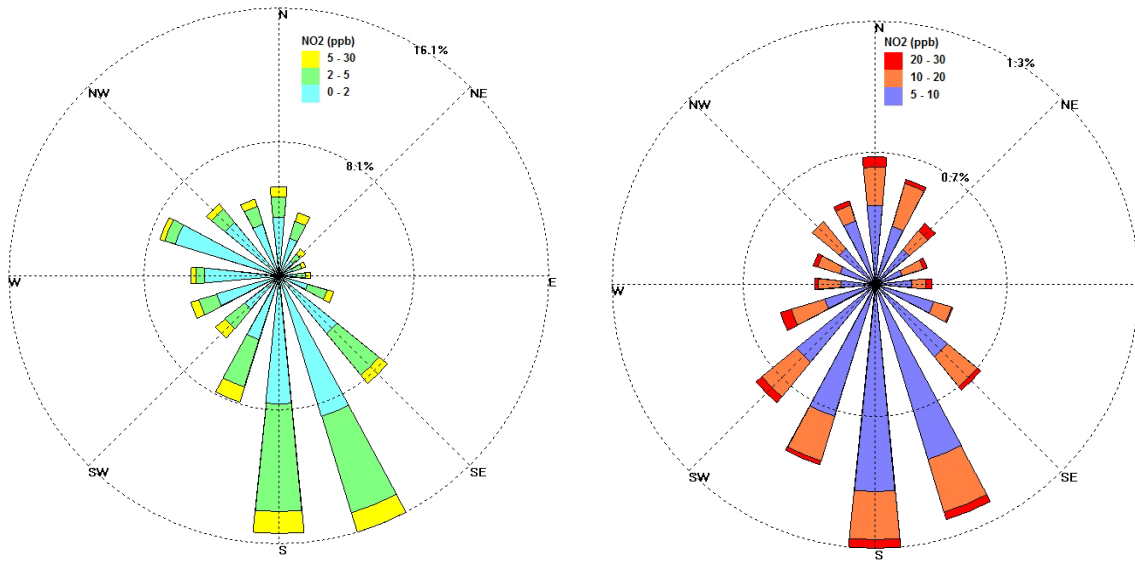 N
NO2 (ppb)
5 - 30
2 - 5
0 - 2
16.1%
8.1%
NW
NE
W
E
SW
SE
S
N
NO2 (ppb)
20 - 30
10 - 20
5 - 10
1.3%
0.7%
NW
NE
W
SW
SE
S